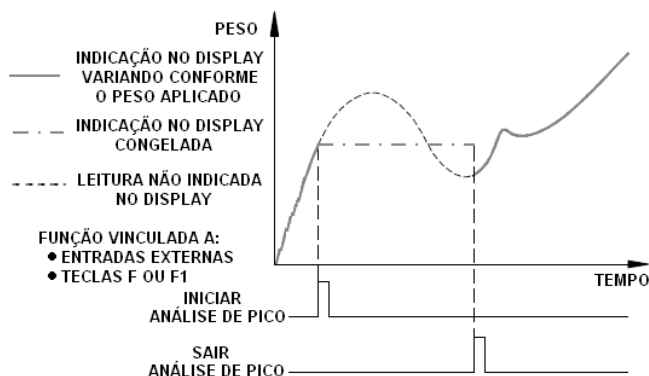 PESO
INDICAÇÃO NO DISPLAY
VARIANDO CONFORME
O PESO APLICADO
INDICAÇÃO NO DISPLAY
CONGELADA
LEITURA NÃO INDICADA
NO DISPLAY
FUNÇÃO VINCULADA A:
● ENTRADAS EXTERNAS
● TECLAS F OU F1
TEMPO
INICIAR
ANÁLISE DE PICO
SAIR
ANÁLISE DE PICO